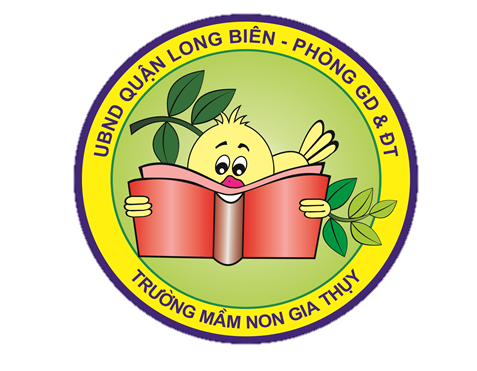 UBND QUẬN LONG BIÊN - PHÒNG GD & ĐT
TRƯỜNG MẦM NON GIA THỤY